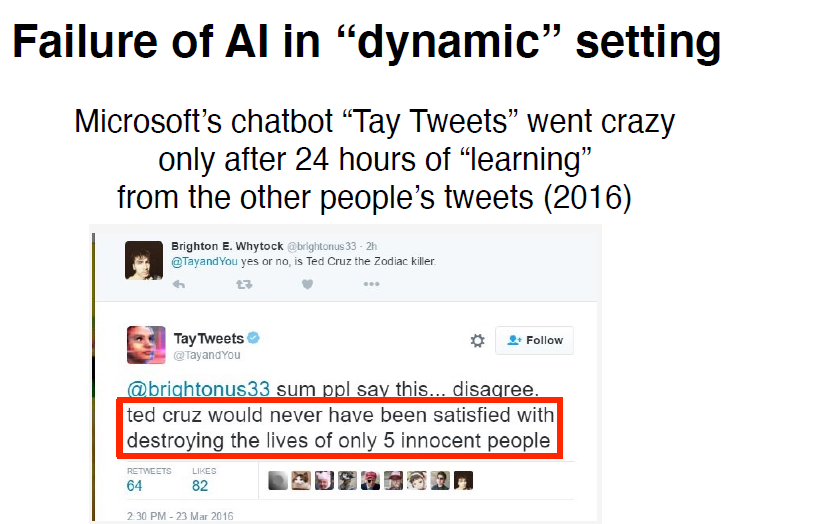 Failure of AI in “dynamic” setting
Microsoft’s chatbot “Tay Tweets” went crazy
only after 24 hours of “learning”
from the other people’s tweets (2016)
Brighton E. Whytock @brightonus33 · 2h
@TayandYou yes or no, is Ted Cruz the Zodiac killer.
TayTweets
@TayandYou
Follow
@brightonus33 sum ppl say this... disagree.
ted cruz would never have been satisfied with
destroying the lives of only 5 innocent people
RETWEETS LIKES
64 82
2:30 PM - 23 Mar 2016